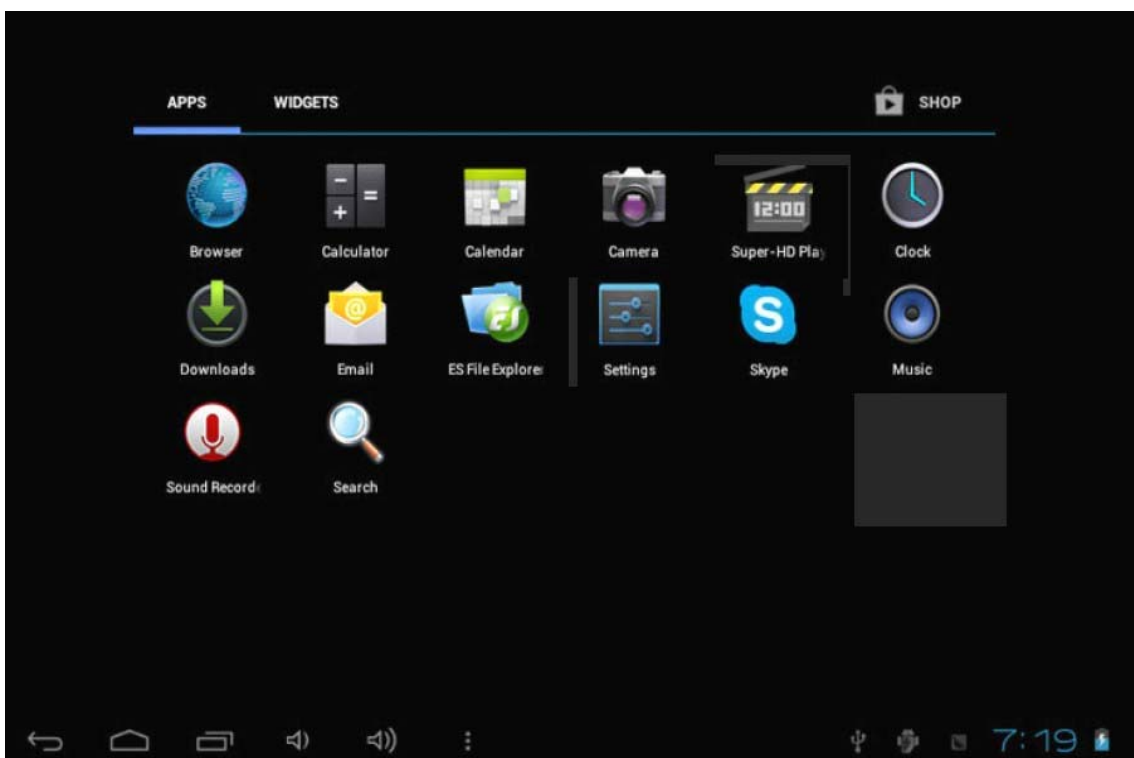 APPS WIDGETS SHOP
12:00
Browser Calculator Calendar Camera Super-HD Play Clock
@ S
Downloads Email ES File Explorer Settings Skype Music
Sound Recorde Search
7:19